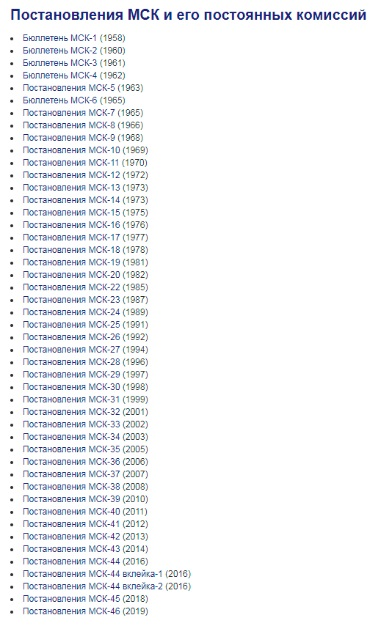 Постановления МСК и его постоянных комиссий
Бюллетень МСК-1 (1958)
Бюллетень МСК-2 (1960)
Бюллетень МСК-3 (1961)
Бюллетень МСК-4 (1962)
Постановления МСК-5 (1963)
Бюллетень МСК-6 (1965)
Постановления МСК-7 (1965)
Постановления МСК-8 (1966)
Постановления МСК-9 (1968)
Постановления МСК-10 (1969)
Постановления МСК-11 (1970)
Постановления МСК-12 (1972)
Постановления МСК-13 (1973)
Постановления МСК-14 (1973)
Постановления МСК-15 (1975)
Постановления МСК-16 (1976)
Постановления МСК-17 (1977)
Постановления МСК-18 (1978)
Постановления МСК-19 (1981)
Постановления МСК-20 (1982)
Постановления МСК-22 (1985)
Постановления МСК-23 (1987)
Постановления МСК-24 (1989)
Постановления МСК-25 (1991)
Постановления МСК-26 (1992)
Постановления МСК-27 (1994)
Постановления МСК-28 (1996)
Постановления МСК-29 (1997)
Постановления МСК-30 (1998)
Постановления МСК-31 (1999)
Постановления МСК-32 (2001)
Постановления МСК-33 (2002)
Постановления МСК-34 (2003)
Постановления МСК-35 (2005)
Постановления МСК-36 (2006)
Постановления МСК-37 (2007)
Постановления МСК-38 (2008)
Постановления МСК-39 (2010)
Постановления МСК-40 (2011)
Постановления МСК-41 (2012)
Постановления МСК-42 (2013)
Постановления МСК-43 (2014)
Постановления МСК-44 (2016)
Постановления МСК-44 вклейка-1 (2016)
Постановления МСК-44 вклейка-2 (2016)
Постановления МСК-45 (2018)
Постановления МСК-46 (2019)